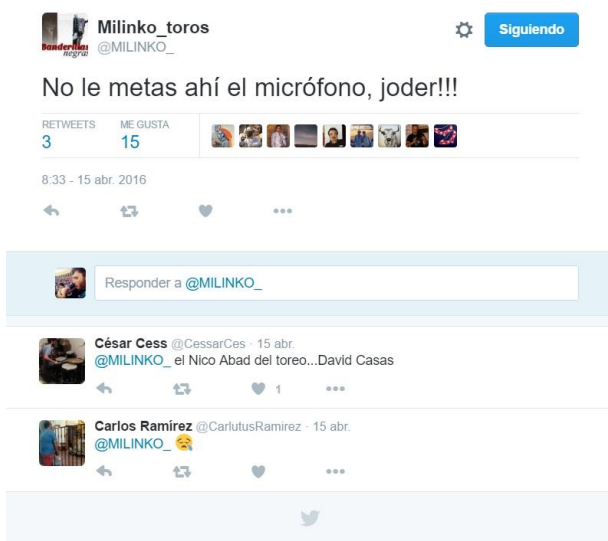 Milinko_toros
Banderillas
negras
@MILINKO_
Siguiendo
No le metas ahí el micrófono, joder!!!
RETWEETS ME GUSTA
3 15
8:33 - 15 abr. 2016
Responder a @MILINKO_
César Cess @CessarCes · 15 abr.
@MILINKO_ el Nico Abad del toreo...David Casas
1
Carlos Ramírez @CarlutusRamirez · 15 abr.
@MILINKO_ 😪